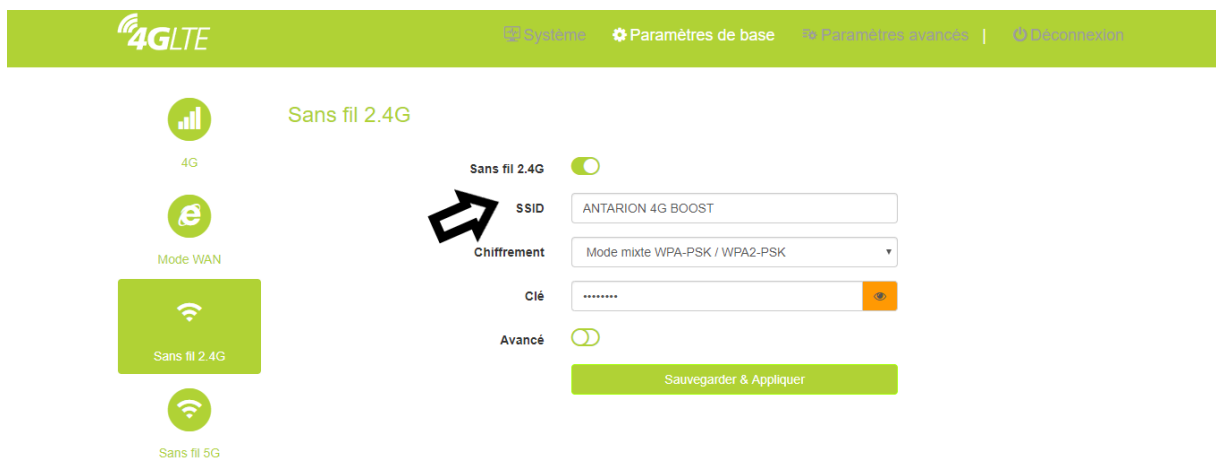 4GLTE
Système Paramètres de base Paramètres avancés | Déconnexion
4G
Mode WAN
Sans fil 2.4G
Sans fil 5G
Sans fil 2.4G
Sans fil 2.4G
SSID ANTARION 4G BOOST
Chiffrement Mode mixte WPA-PSK / WPA2-PSK
Clé ••••••••
Avancé
Sauvegarder & Appliquer